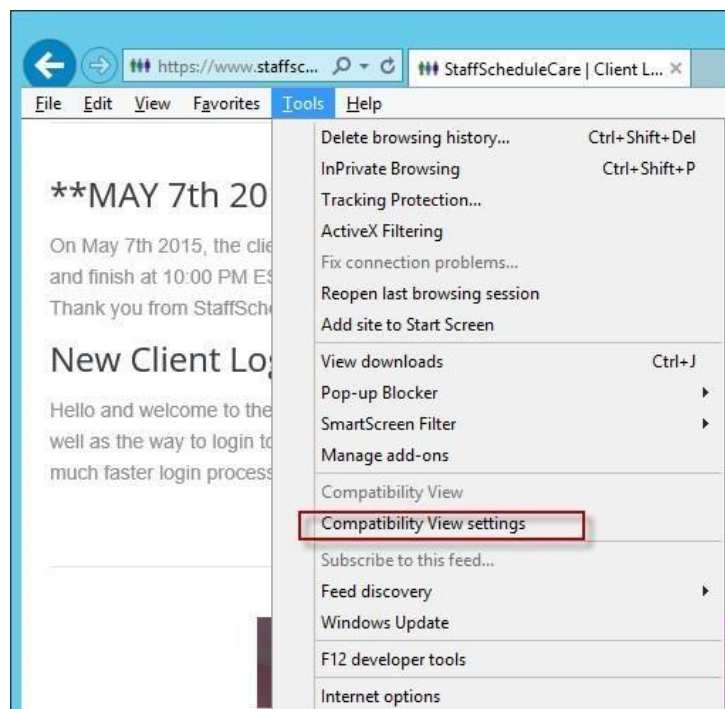 https://www.staffsc...
StaffScheduleCare | Client L...
File Edit View Favorites Tools Help
**MAY 7th 20
On May 7th 2015, the clie
and finish at 10:00 PM ES
Thank you from StaffSch
New Client Lo
Hello and welcome to the
well as the way to login to
much faster login process
Delete browsing history... Ctrl+Shift+Del
InPrivate Browsing Ctrl+Shift+P
Tracking Protection...
ActiveX Filtering
Fix connection problems...
Reopen last browsing session
Add site to Start Screen
View downloads Ctrl+J
Pop-up Blocker
SmartScreen Filter
Manage add-ons
Compatibility View
Compatibility View settings
Subscribe to this feed...
Feed discovery
Windows Update
F12 developer tools
Internet options